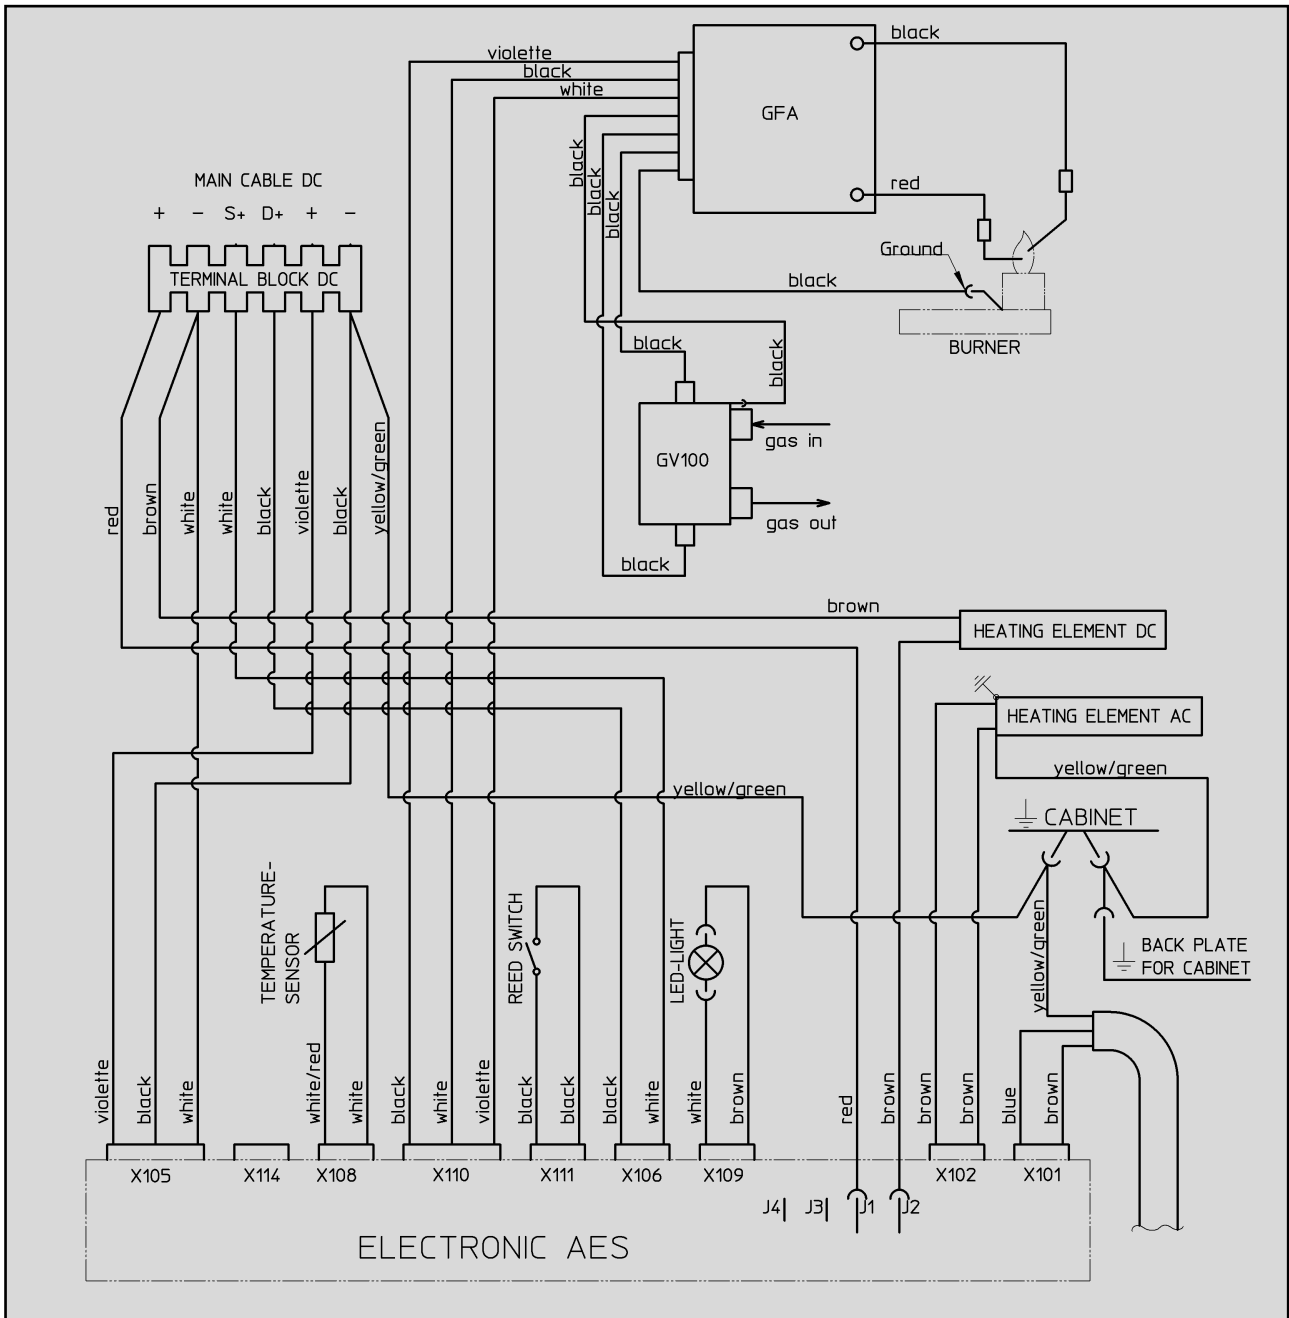 violette
black
white
GFA
black
red
black
black
black
Ground
black
BURNER
MAIN CABLE DC
+ - S+ D+ + -
TERMINAL BLOCK DC
black
black
gas in
GV100
gas out
black
red
brown
white
white
black
violette
black
yellow/green
brown
HEATING ELEMENT DC
HEATING ELEMENT AC
yellow/green
yellow/green
CABINET
TEMPERATURE-
SENSOR
REED SWITCH
LED-LIGHT
yellow/green
BACK PLATE
FOR CABINET
violette
black
white
white/red
white
black
white
violette
black
black
black
white
white
brown
red
brown
brown
brown
blue
brown
X105
X114
X108
X110
X111
X106
X109
X102
X101
J4
J3
J1
J2
ELECTRONIC AES